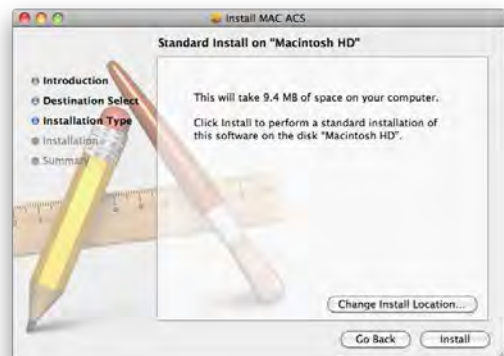 Install MAC ACS
Standard Install on "Macintosh HD"
Introduction
Destination Select
Installation Type
Installation
Summary
This will take 9.4 MB of space on your computer.
Click Install to perform a standard installation of
this software on the disk "Macintosh HD".
Change Install Location...
Go Back
Install